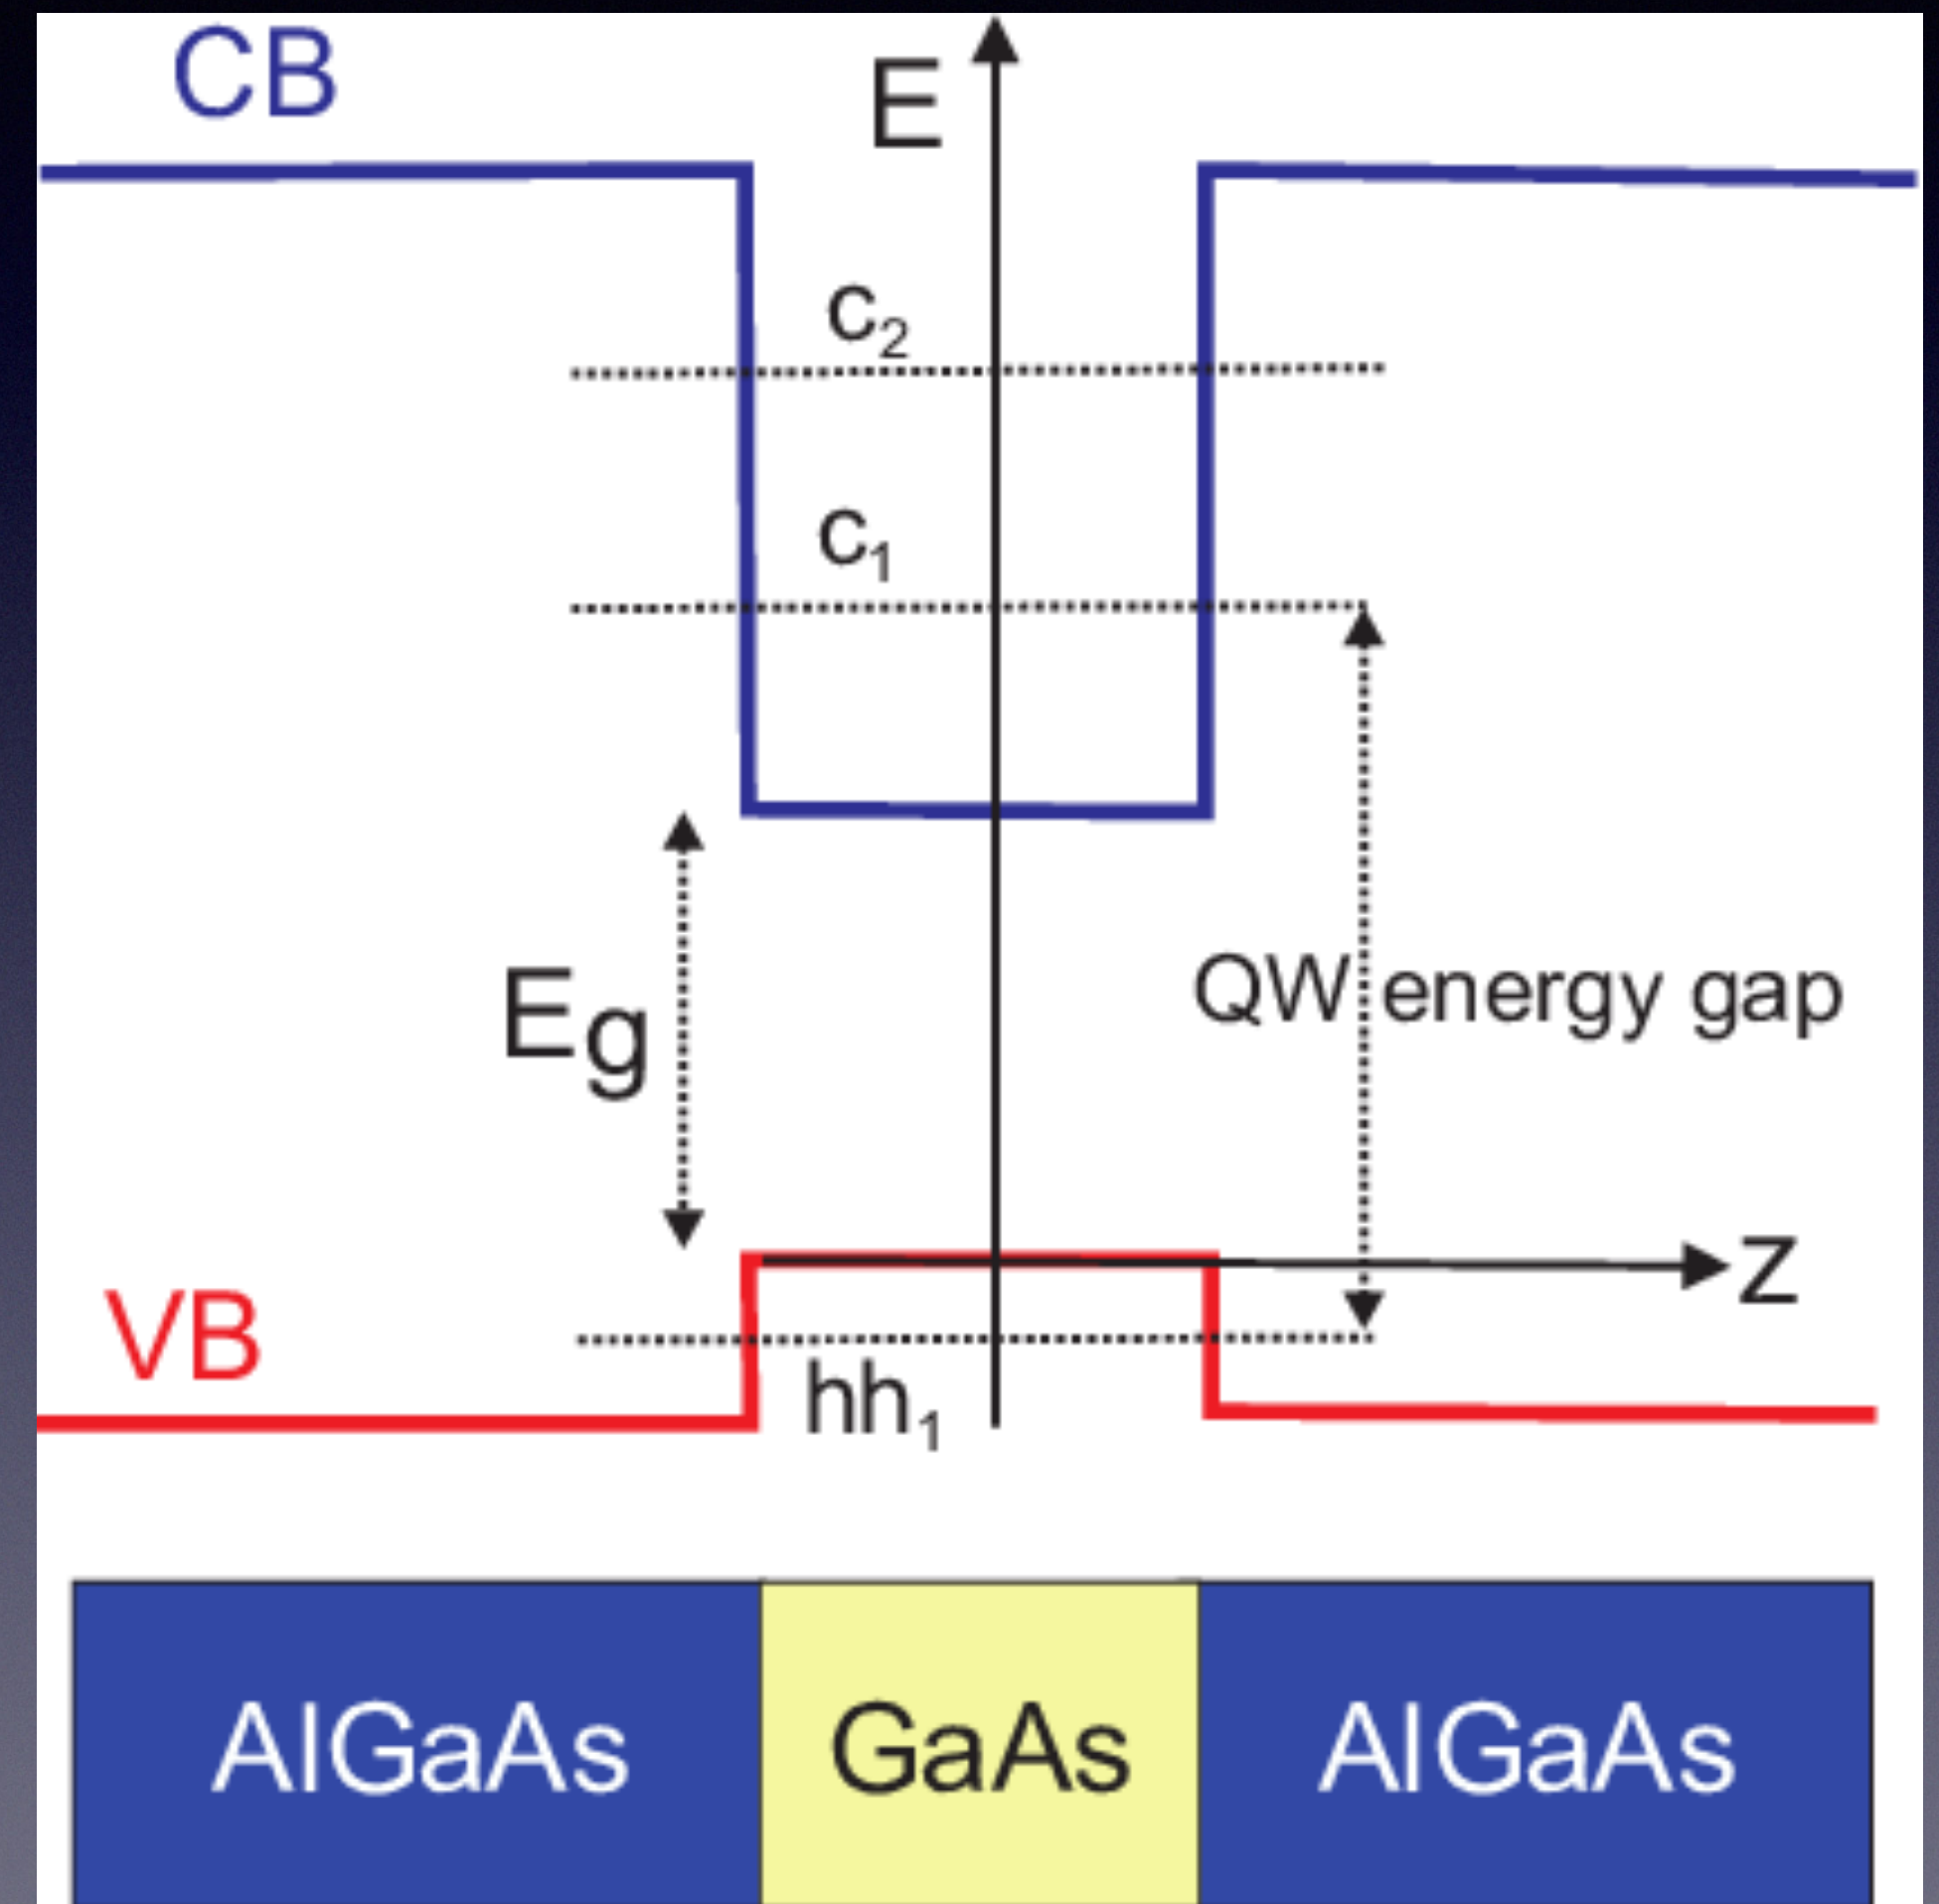 CB
E
c₂
c₁
Eg
QW energy gap
z
VB
hh₁
AlGaAs GaAs AlGaAs